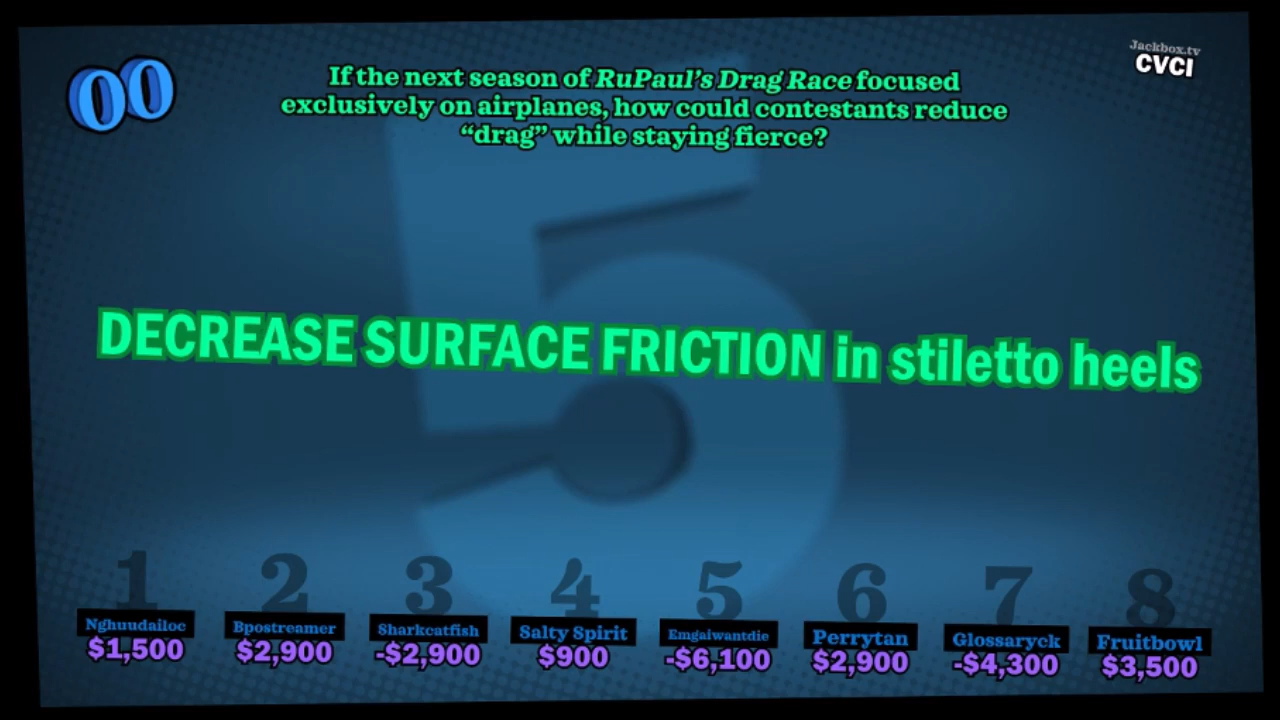 00
Jackbox.tv
CVCI
If the next season of RuPaul's Drag Race focused
exclusively on airplanes, how could contestants reduce
“drag” while staying fierce?
5
DECREASE SURFACE FRICTION in stiletto heels
1 2 3 4 5 6 7 8
Nghuudailoc Bpostreamer Sharkcatfish Salty Spirit Emgaiwantdie Perrytan Glossaryck Fruitbowl
$1,500 $2,900 -$2,900 $900 -$6,100 $2,900 -$4,300 $3,500